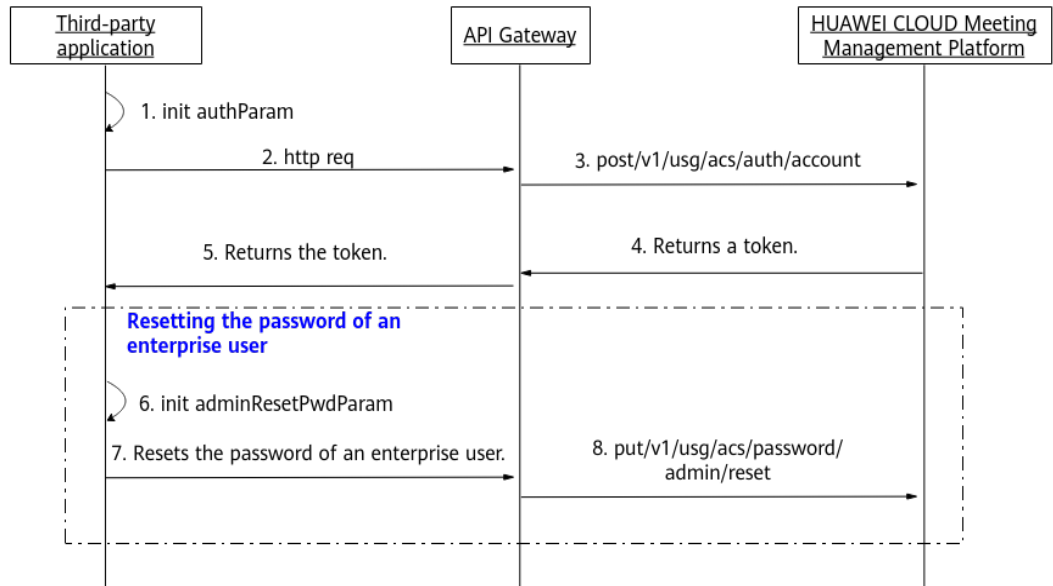 Third-party
application
API Gateway
HUAWEI CLOUD Meeting
Management Platform
1. init authParam
2. http req
3. post/v1/usg/acs/auth/account
4. Returns a token.
5. Returns the token.
Resetting the password of an
enterprise user
6. init adminResetPwdParam
7. Resets the password of an enterprise user.
8. put/v1/usg/acs/password/
admin/reset